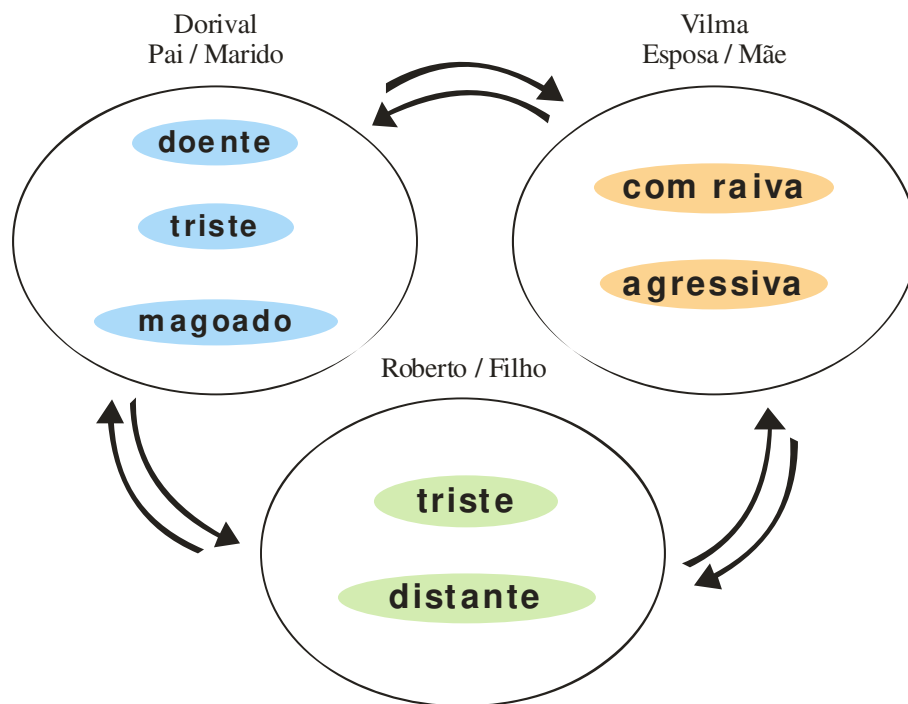 Dorival
Pai / Marido
doente
triste
magoado
Vilma
Esposa / Mãe
com raiva
agressiva
Roberto / Filho
triste
distante